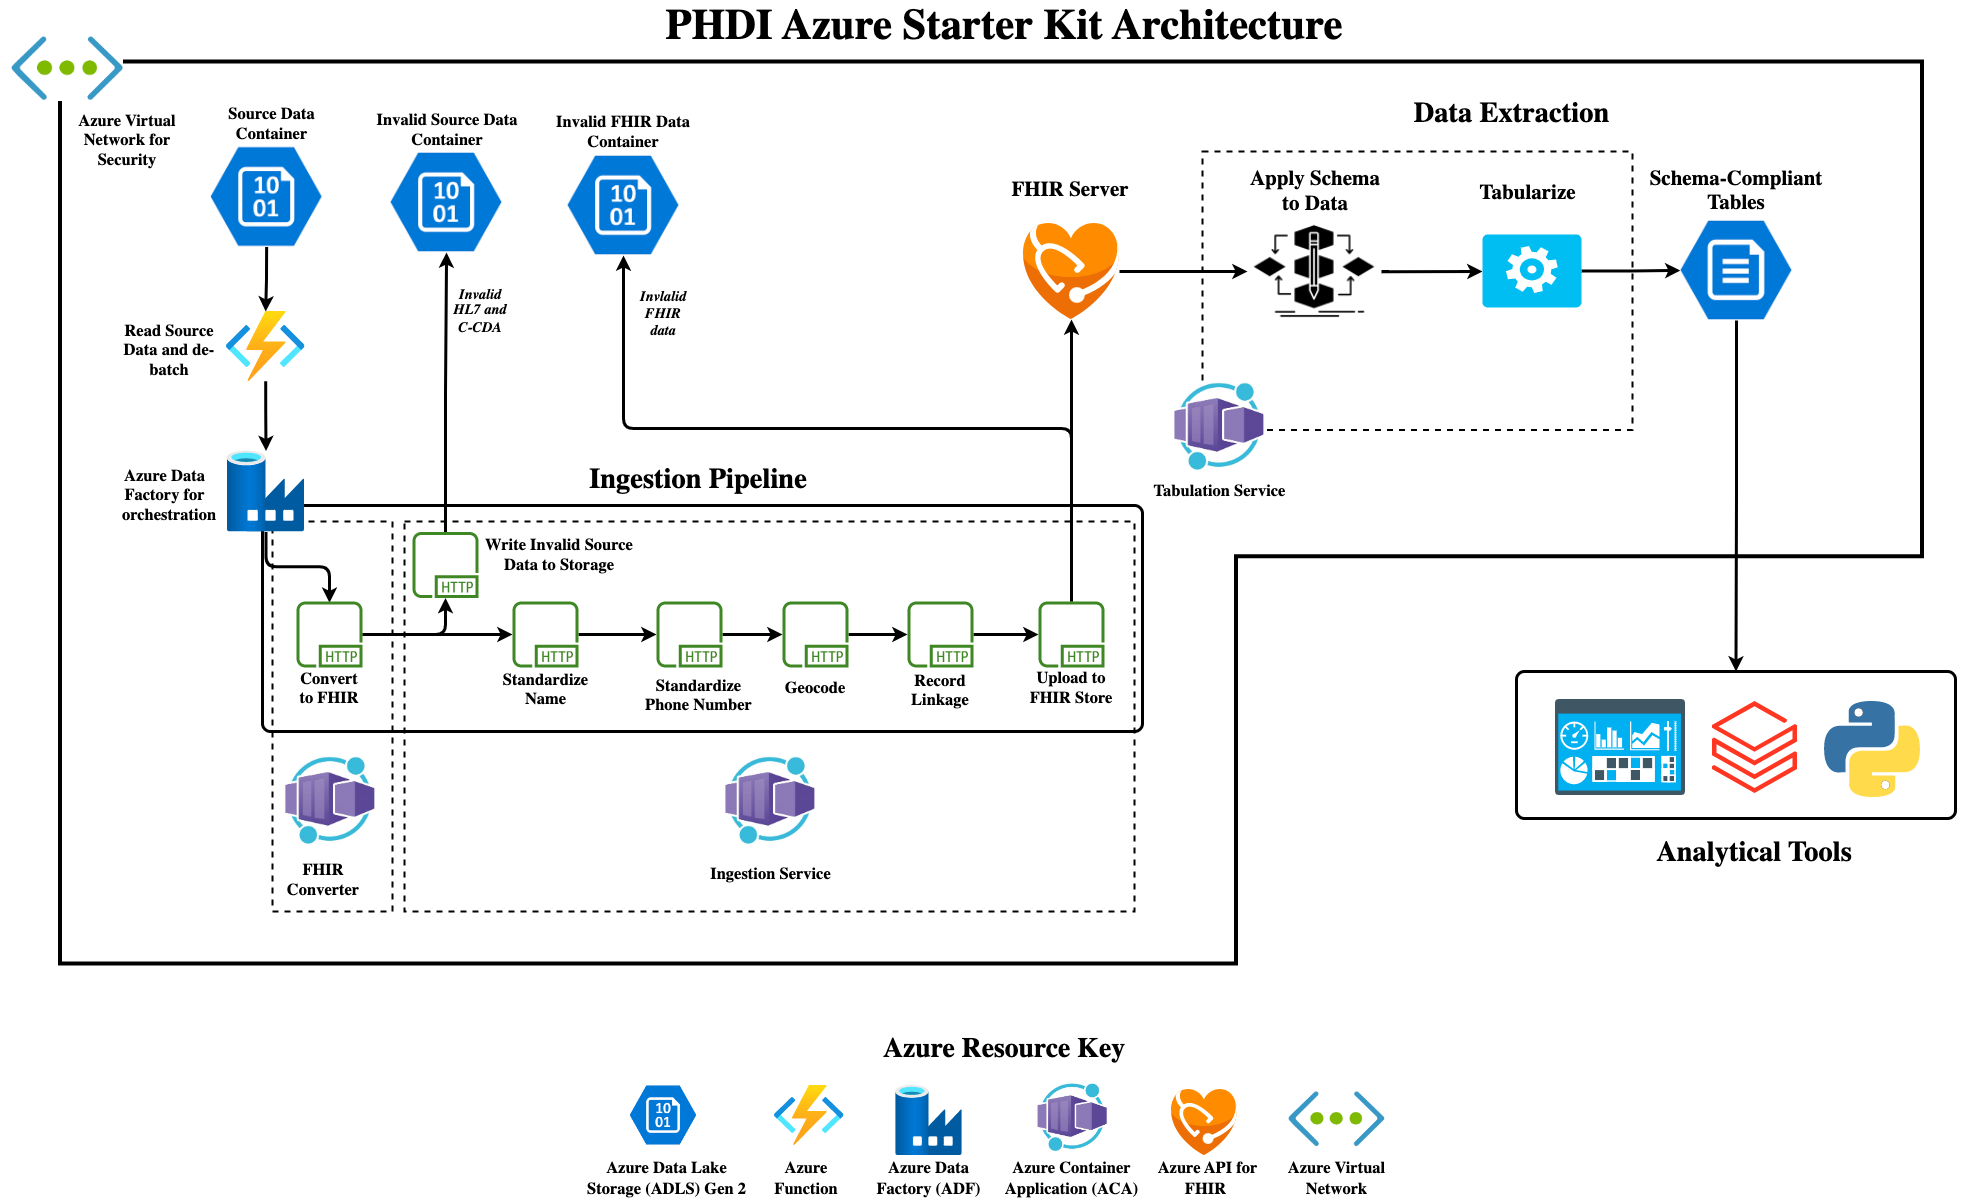 PHDI Azure Starter Kit Architecture
Azure Virtual
Network for
Security
Source Data
Container
10
01
Invalid Source Data
Container
10
01
Invalid FHIR Data
Container
10
01
Invalid
HL7 and
C-CDA
Invlalid
FHIR
data
Read Source
Data and de-
batch
Azure Data
Factory for
orchestration
FHIR Server
Data Extraction
Apply Schema
to Data
Tabularize
Schema-Compliant
Tables
Tabulation Service
Ingestion Pipeline
HTTP
Write Invalid Source
Data to Storage
HTTP
Convert
to FHIR
HTTP
Standardize
Name
HTTP
Standardize
Phone Number
HTTP
Geocode
HTTP
Record
Linkage
HTTP
Upload to
FHIR Store
FHIR
Converter
Ingestion Service
Analytical Tools
Azure Resource Key
10
01
Azure Data Lake
Storage (ADLS) Gen 2
Azure
Function
Azure Data
Factory (ADF)
Azure Container
Application (ACA)
Azure API for
FHIR
Azure Virtual
Network